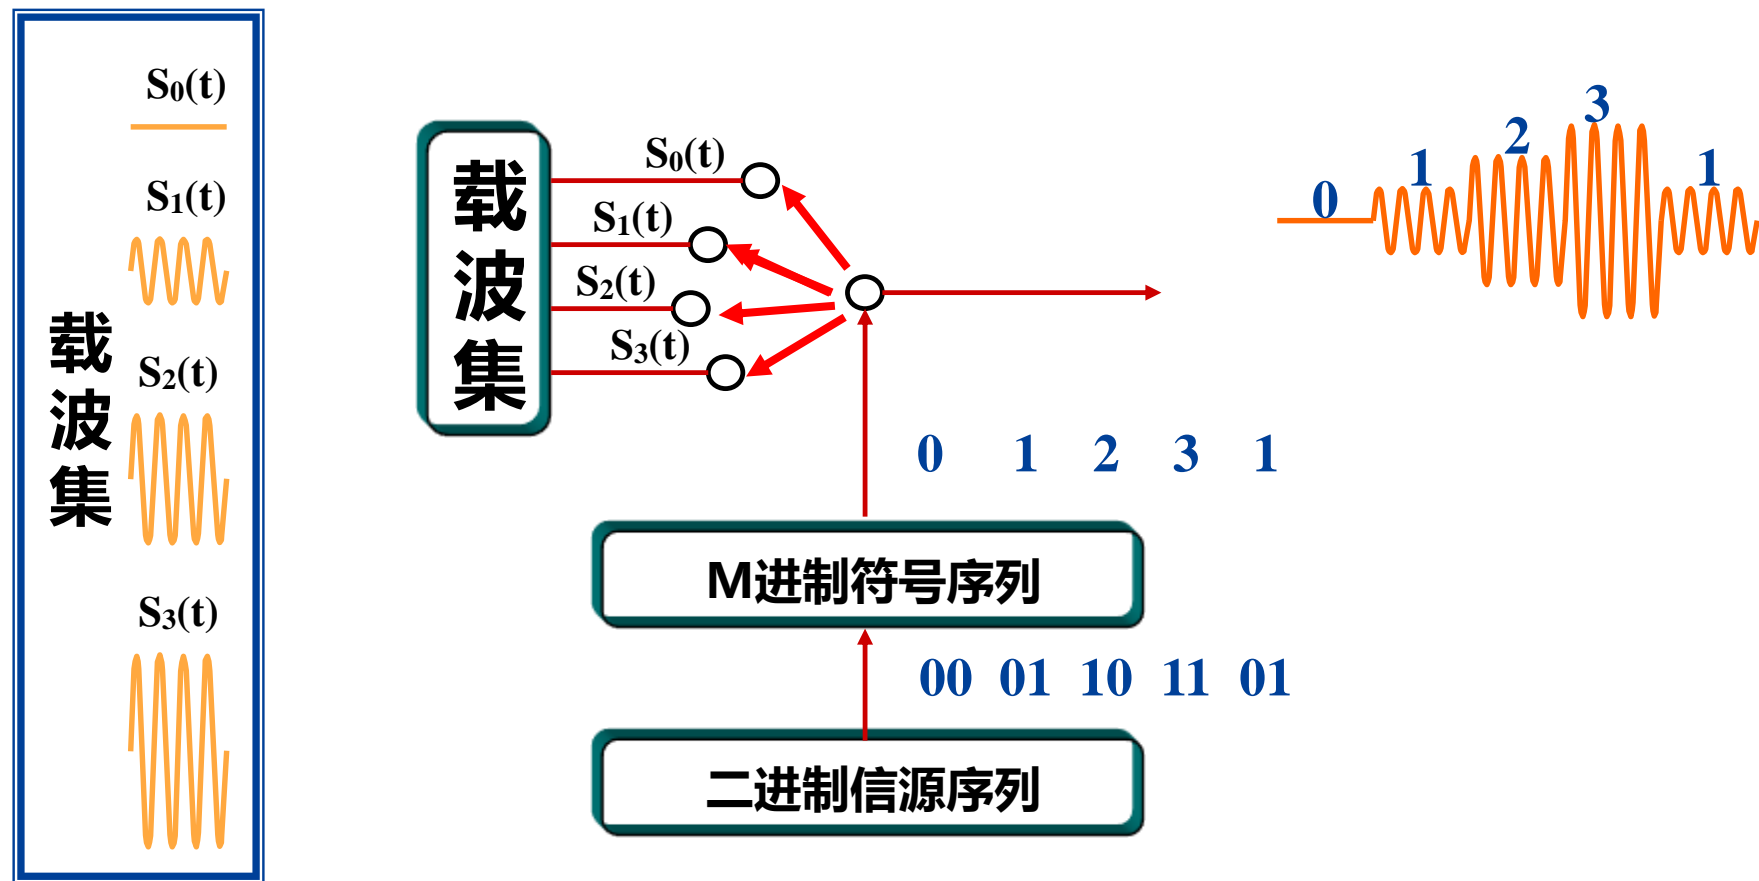 载波集
S₀(t)
S₁(t)
S₂(t)
S₃(t)
载波集
S₀(t)
S₁(t)
S₂(t)
S₃(t)
0 1 2 3 1
0 1 2 3 1
M进制符号序列
00 01 10 11 01
二进制信源序列